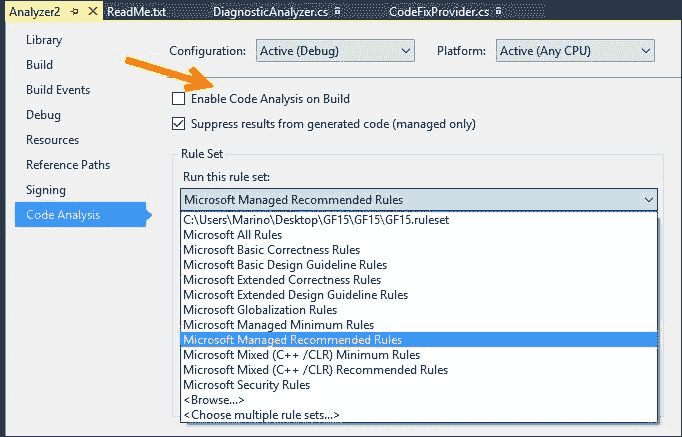 Analyzer2 ReadMe.txt DiagnosticAnalyzer.cs CodeFixProvider.cs
Library
Build
Build Events
Debug
Resources
Reference Paths
Signing
Code Analysis
Configuration: Active (Debug) Platform: Active (Any CPU)
Enable Code Analysis on Build
Suppress results from generated code (managed only)
Rule Set
Run this rule set:
Microsoft Managed Recommended Rules
C:\Users\Marino\Desktop\GF15\GF15\GF15.ruleset
Microsoft All Rules
Microsoft Basic Correctness Rules
Microsoft Basic Design Guideline Rules
Microsoft Extended Correctness Rules
Microsoft Extended Design Guideline Rules
Microsoft Globalization Rules
Microsoft Managed Minimum Rules
Microsoft Managed Recommended Rules
Microsoft Mixed (C++ /CLR) Minimum Rules
Microsoft Mixed (C++ /CLR) Recommended Rules
Microsoft Security Rules
<Browse...>
<Choose multiple rule sets...>